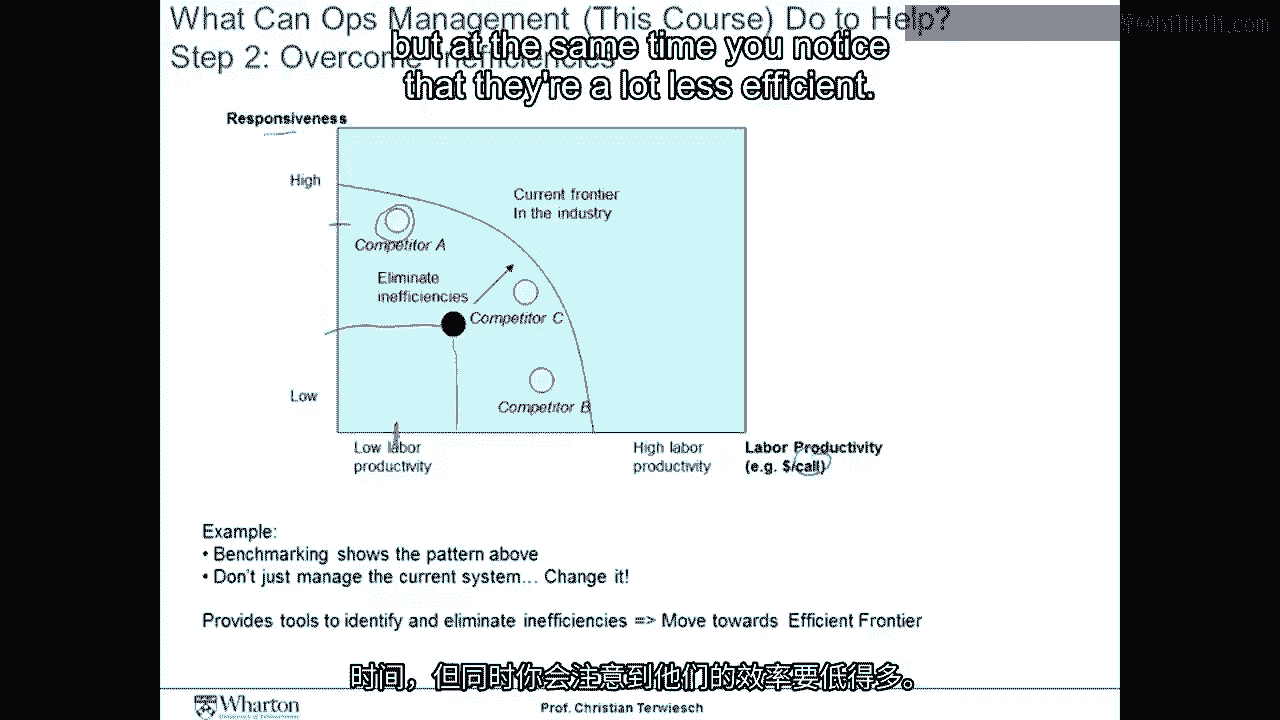 What Can Ops Management (This Course) Do to Help?
Step 2: Overcome Inefficiencies
but at the same time you notice
that they're a lot less efficient.
Responsiveness
High
Current frontier
In the industry
Competitor A
Eliminate
inefficiencies
Competitor C
Low
Competitor B
Low labor
productivity
High labor
productivity
Labor Productivity
(e.g. $/call)
Example:
• Benchmarking shows the pattern above
• Don't just manage the current system... Change it!
Provides tools to identify and eliminate inefficiencies => Move towards Efficient Frontier
时间，但同时你会注意到他们的效率要低得多。
Wharton
Prof. Christian Terwiesch